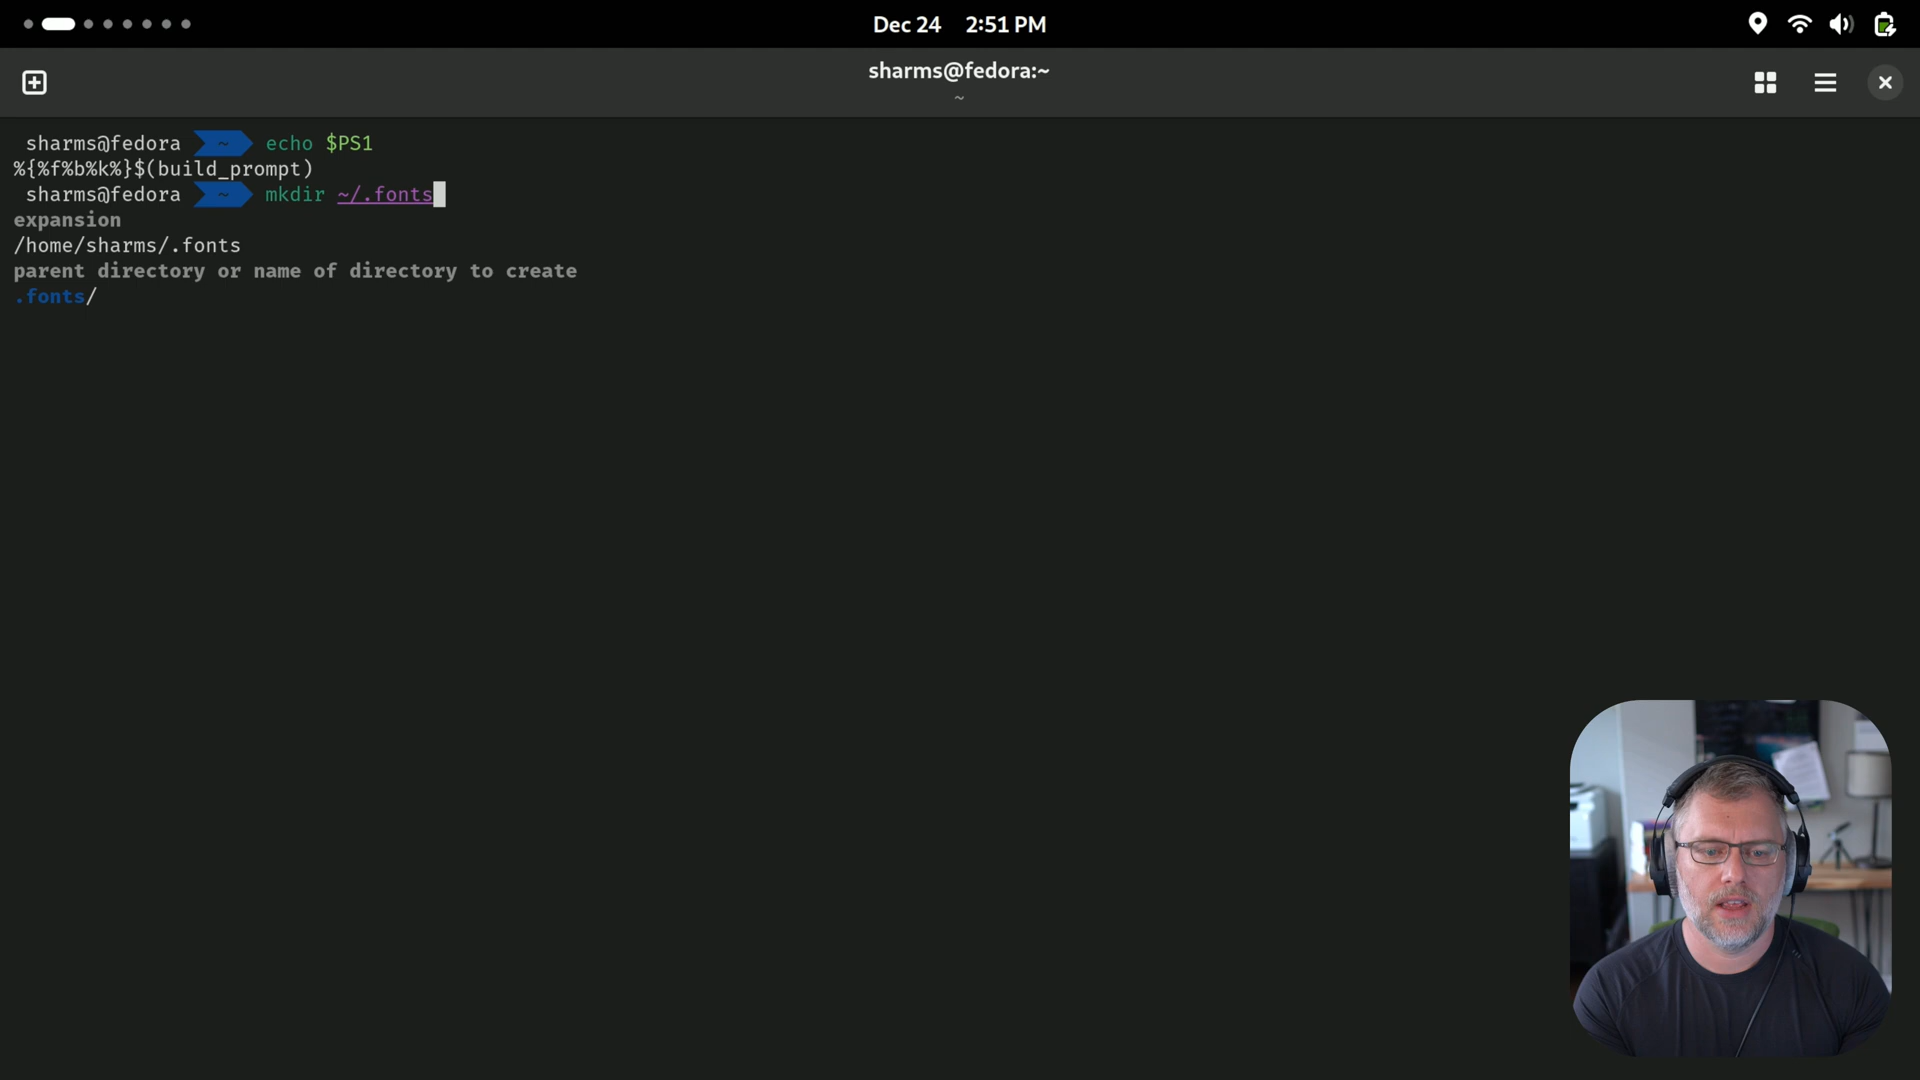 Dec 24 2:51 PM
sharms@fedora:~
~
sharms@fedora ~ echo $PS1
%{%f%b%k%}$(build_prompt)
sharms@fedora ~ mkdir ~/.fonts
expansion
/home/sharms/.fonts
parent directory or name of directory to create
.fonts/